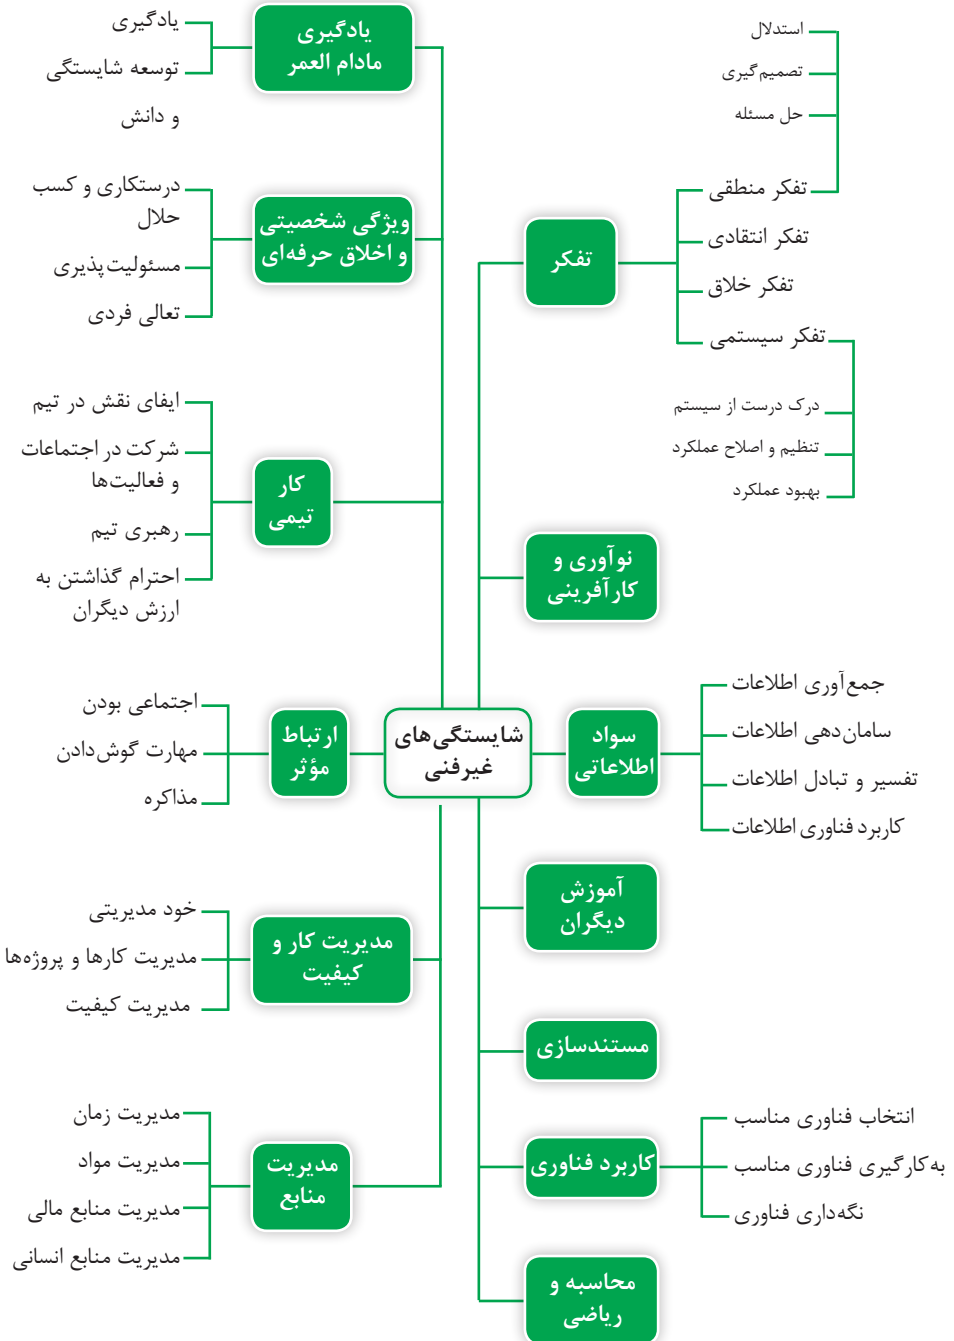 استدلال
تصمیم‌گیری
حل مسئله
تفکر
تفکر منطقی
تفکر انتقادی
تفکر خلاق
تفکر سیستمی
درک درست از سیستم
تنظیم و اصلاح عملکرد
بهبود عملکرد
نوآوری و
کارآفرینی
سواد
اطلاعاتی
جمع‌آوری اطلاعات
سامان‌دهی اطلاعات
تفسیر و تبادل اطلاعات
کاربرد فناوری اطلاعات
آموزش
دیگران
مستندسازی
کاربرد فناوری
انتخاب فناوری مناسب
به‌کارگیری فناوری مناسب
نگه‌داری فناوری
محاسبه و
ریاضی
شایستگی‌های
غیرفنی
یادگیری
مادام العمر
یادگیری
توسعه شایستگی
و دانش
ویژگی شخصیتی
و اخلاق حرفه‌ای
درستکاری و کسب
حلال
مسئولیت‌پذیری
تعالی فردی
کار
تیمی
ایفای نقش در تیم
شرکت در اجتماعات
و فعالیت‌ها
رهبری تیم
احترام گذاشتن به
ارزش دیگران
ارتباط
مؤثر
اجتماعی بودن
مهارت گوش‌دادن
مذاکره
مدیریت کار و
کیفیت
خود مدیریتی
مدیریت کارها و پروژه‌ها
مدیریت کیفیت
مدیریت
منابع
مدیریت زمان
مدیریت مواد
مدیریت منابع مالی
مدیریت منابع انسانی